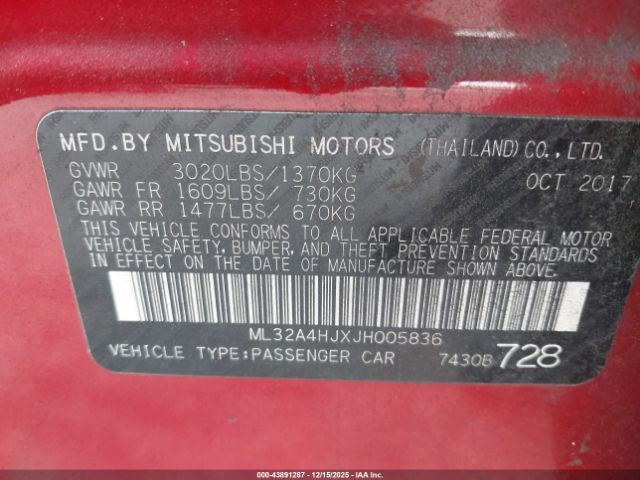 MFD.BY MITSUBISHI MOTORS (THAILAND)CO.,LTD.
GVWR 3020LBS/1370KG OCT 2017
GAWR FR 1609LBS/ 730KG
GAWR RR 1477LBS/ 670KG
THIS VEHICLE CONFORMS TO ALL APPLICABLE FEDERAL MOTOR
VEHICLE SAFETY, BUMPER, AND THEFT PREVENTION STANDARDS
IN EFFECT ON THE DATE OF MANUFACTURE SHOWN ABOVE.
ML32A4HJXJH005836
VEHICLE TYPE:PASSENGER CAR 7430B 728
000-43891287 - 12/15/2025 - IAAI.COM